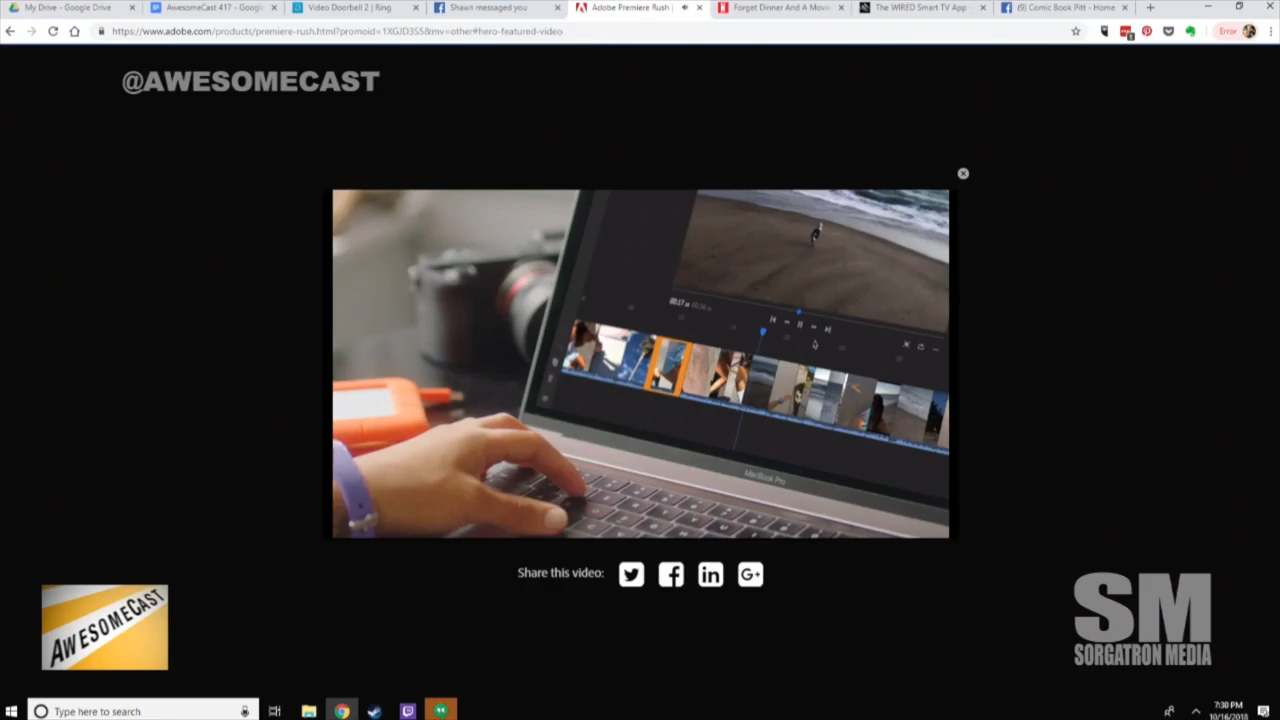 My Drive - Google Drive
AwesomeCast 417 - Google
Video Doorbell 2 | Ring
Shawn messaged you
Adobe Premiere Rush |
Forget Dinner And A Movie
The WIRED Smart TV App -
(9) Comic Book Pitt - Home
https://www.adobe.com/products/premiere-rush.html?promoid=1XGJD3S5&mv=other#hero-featured-video
Error
@AWESOMECAST
MacBook Pro
Share this video:
in
G+
AWESOMECAST
SM
SORGATRON MEDIA
Type here to search
7:30 PM
10/16/2018